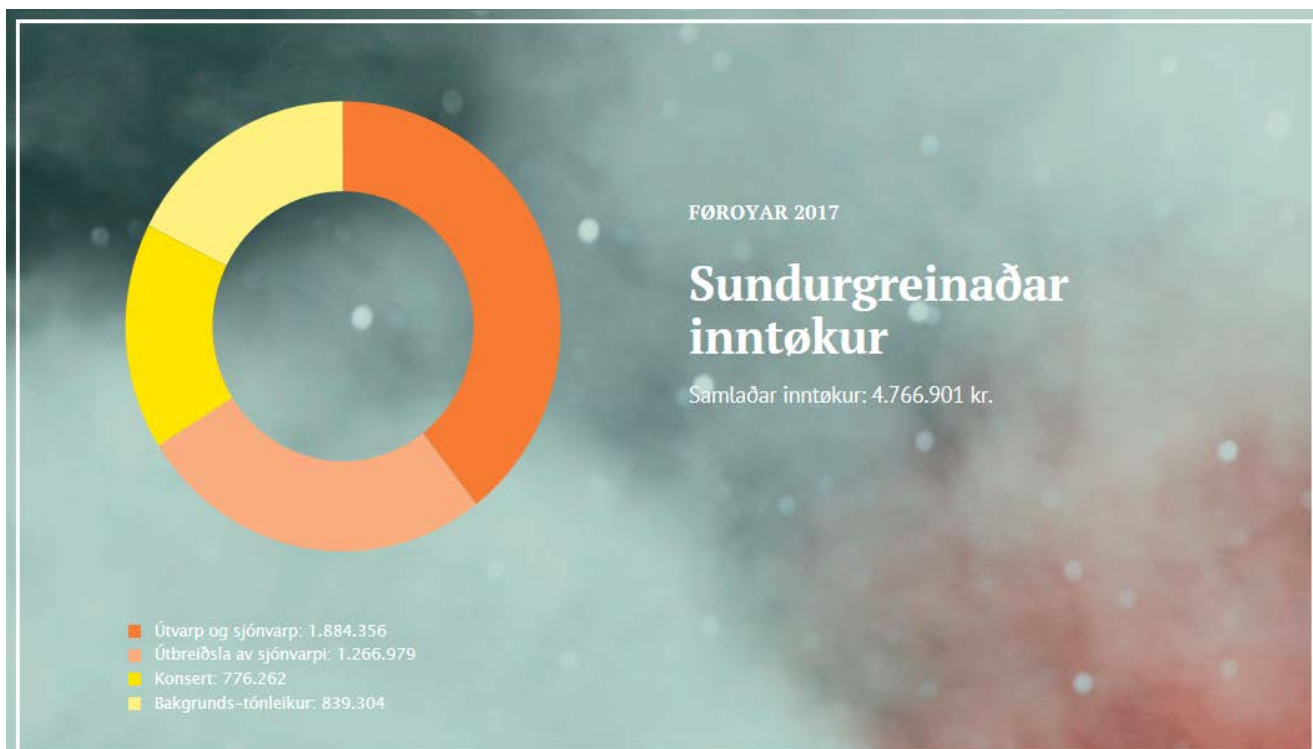 FØROYAR 2017
Sundurgreinaðar
inntøkur
Samlaðar inntøkur: 4.766.901 kr.
Útvarp og sjónvarp: 1.884.356
Útbreiðsla av sjónvarpi: 1.266.979
Konsert: 776.262
Bakgrunds-tónleikur: 839.304